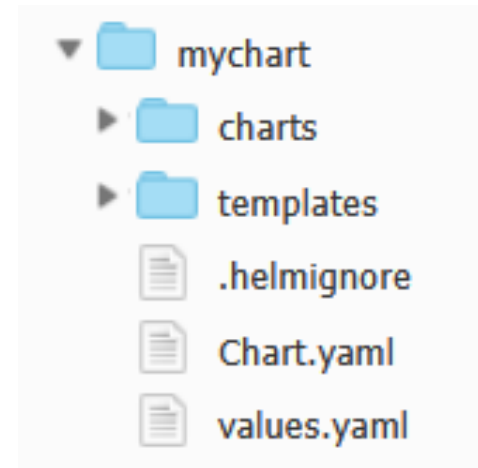 mychart
charts
templates
.helmignore
Chart.yaml
values.yaml